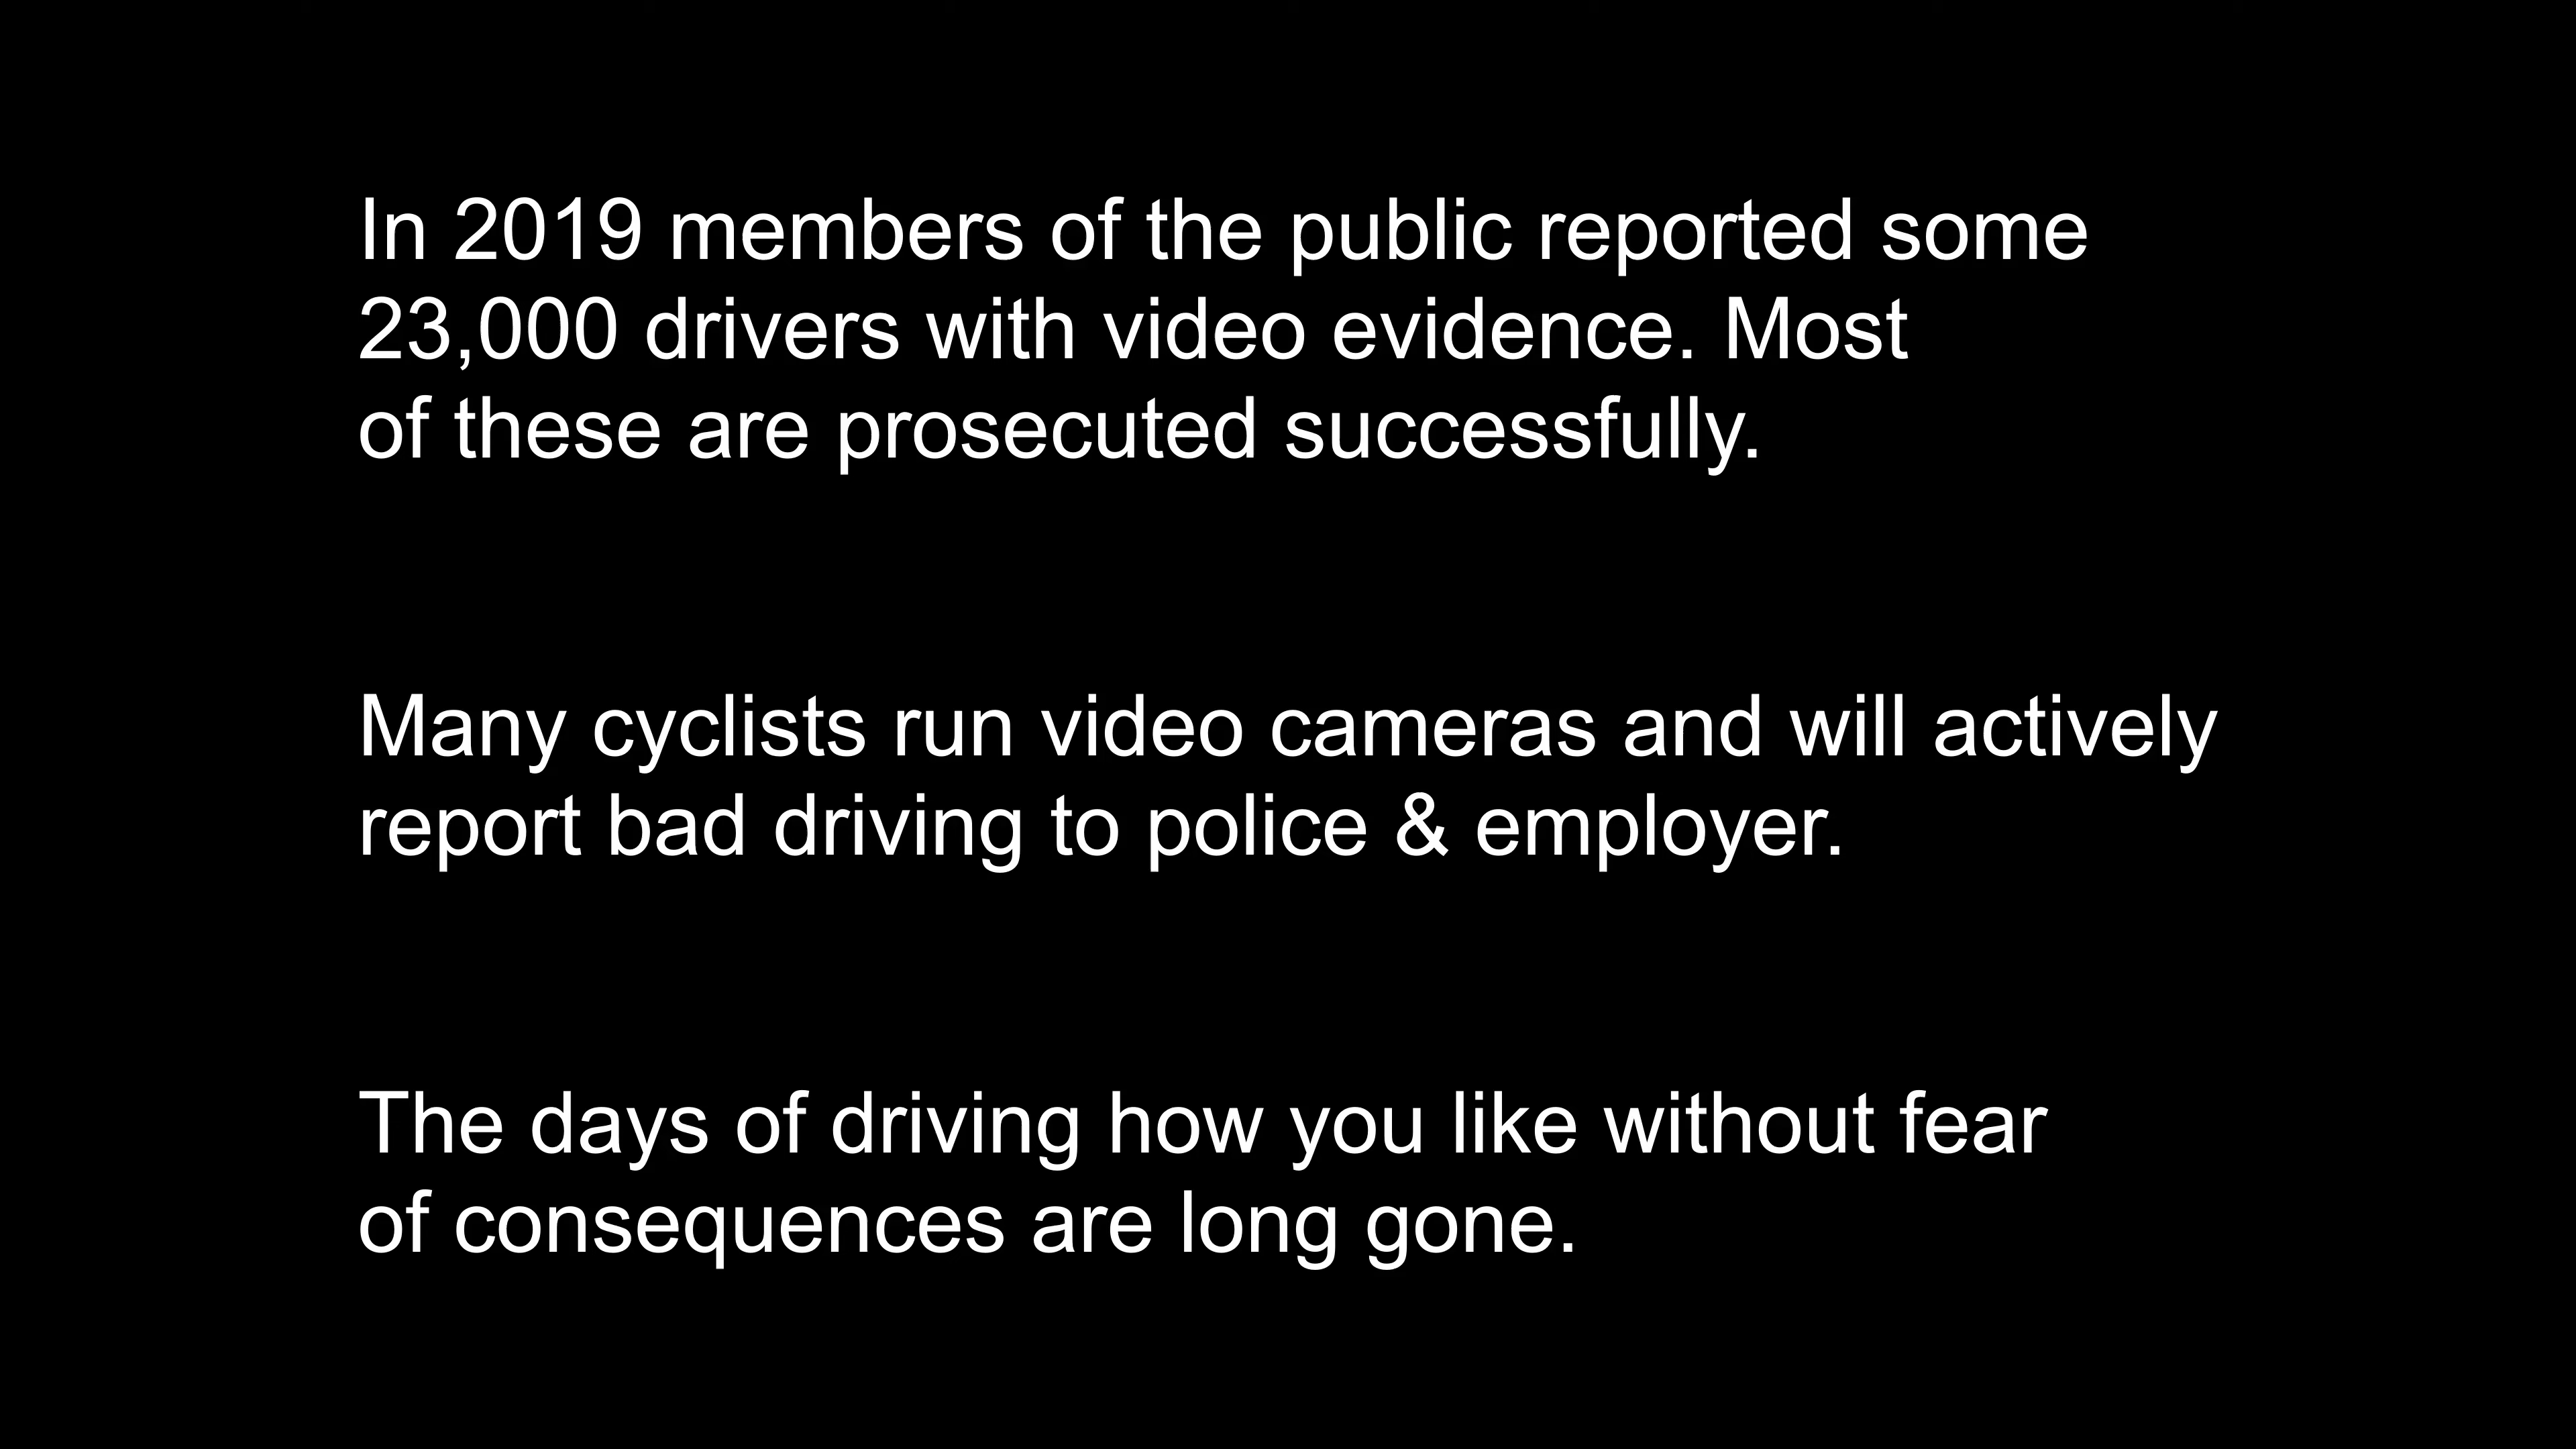 In 2019 members of the public reported some
23,000 drivers with video evidence. Most
of these are prosecuted successfully.
Many cyclists run video cameras and will actively
report bad driving to police & employer.
The days of driving how you like without fear
of consequences are long gone.